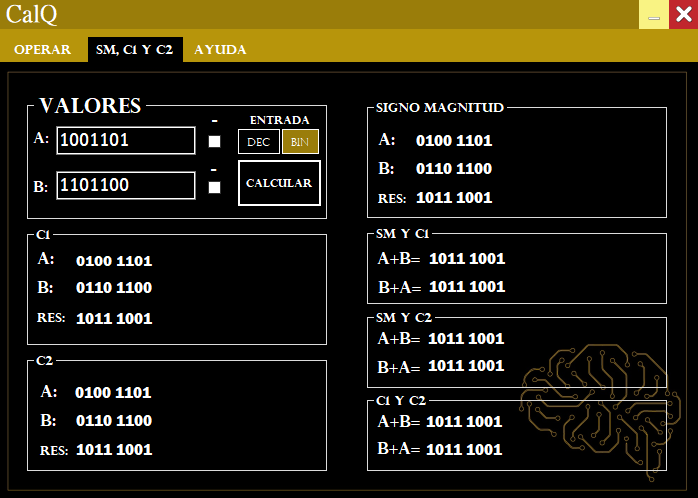 CalQ
OPERAR SM, C1 Y C2 AYUDA
VALORES
A: 1001101 -
B: 1101100 -
ENTRADA
DEC BIN
CALCULAR
C1
A: 0100 1101
B: 0110 1100
RES: 1011 1001
C2
A: 0100 1101
B: 0110 1100
RES: 1011 1001
SIGNO MAGNITUD
A: 0100 1101
B: 0110 1100
RES: 1011 1001
SM Y C1
A+B= 1011 1001
B+A= 1011 1001
SM Y C2
A+B= 1011 1001
B+A= 1011 1001
C1 Y C2
A+B= 1011 1001
B+A= 1011 1001